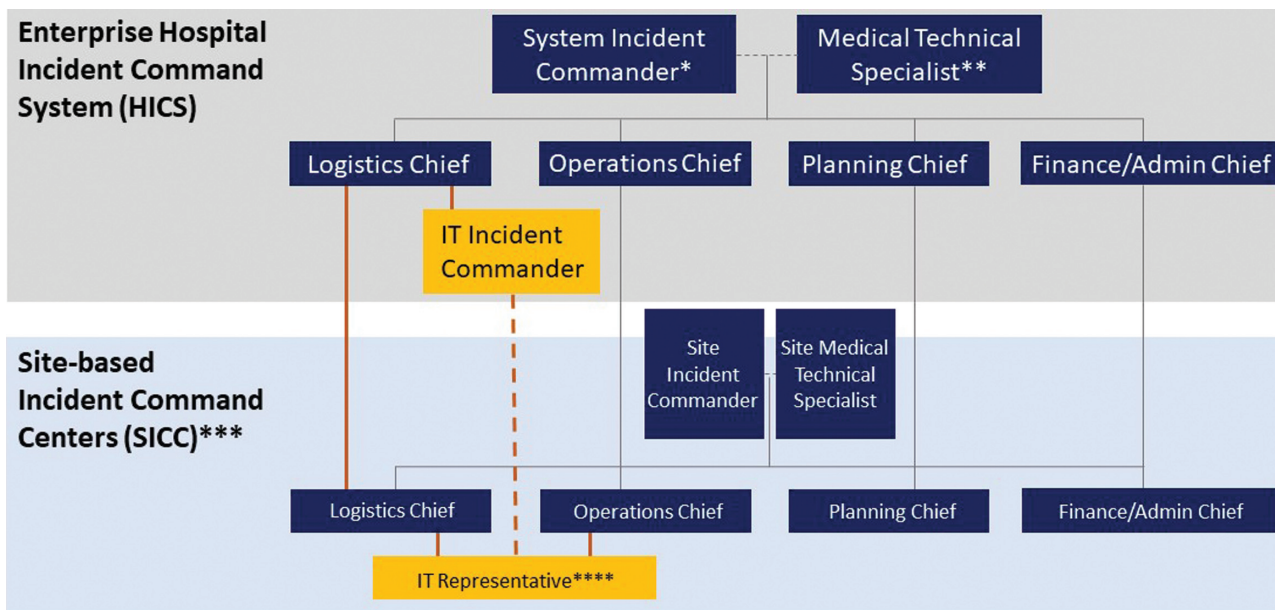 Enterprise Hospital
Incident Command
System (HICS)
System Incident
Commander*
Medical Technical
Specialist**
Logistics Chief
Operations Chief
Planning Chief
Finance/Admin Chief
IT Incident
Commander
Site-based
Incident Command
Centers (SICC)***
Site
Incident
Commander
Site Medical
Technical
Specialist
Logistics Chief
Operations Chief
Planning Chief
Finance/Admin Chief
IT Representative****